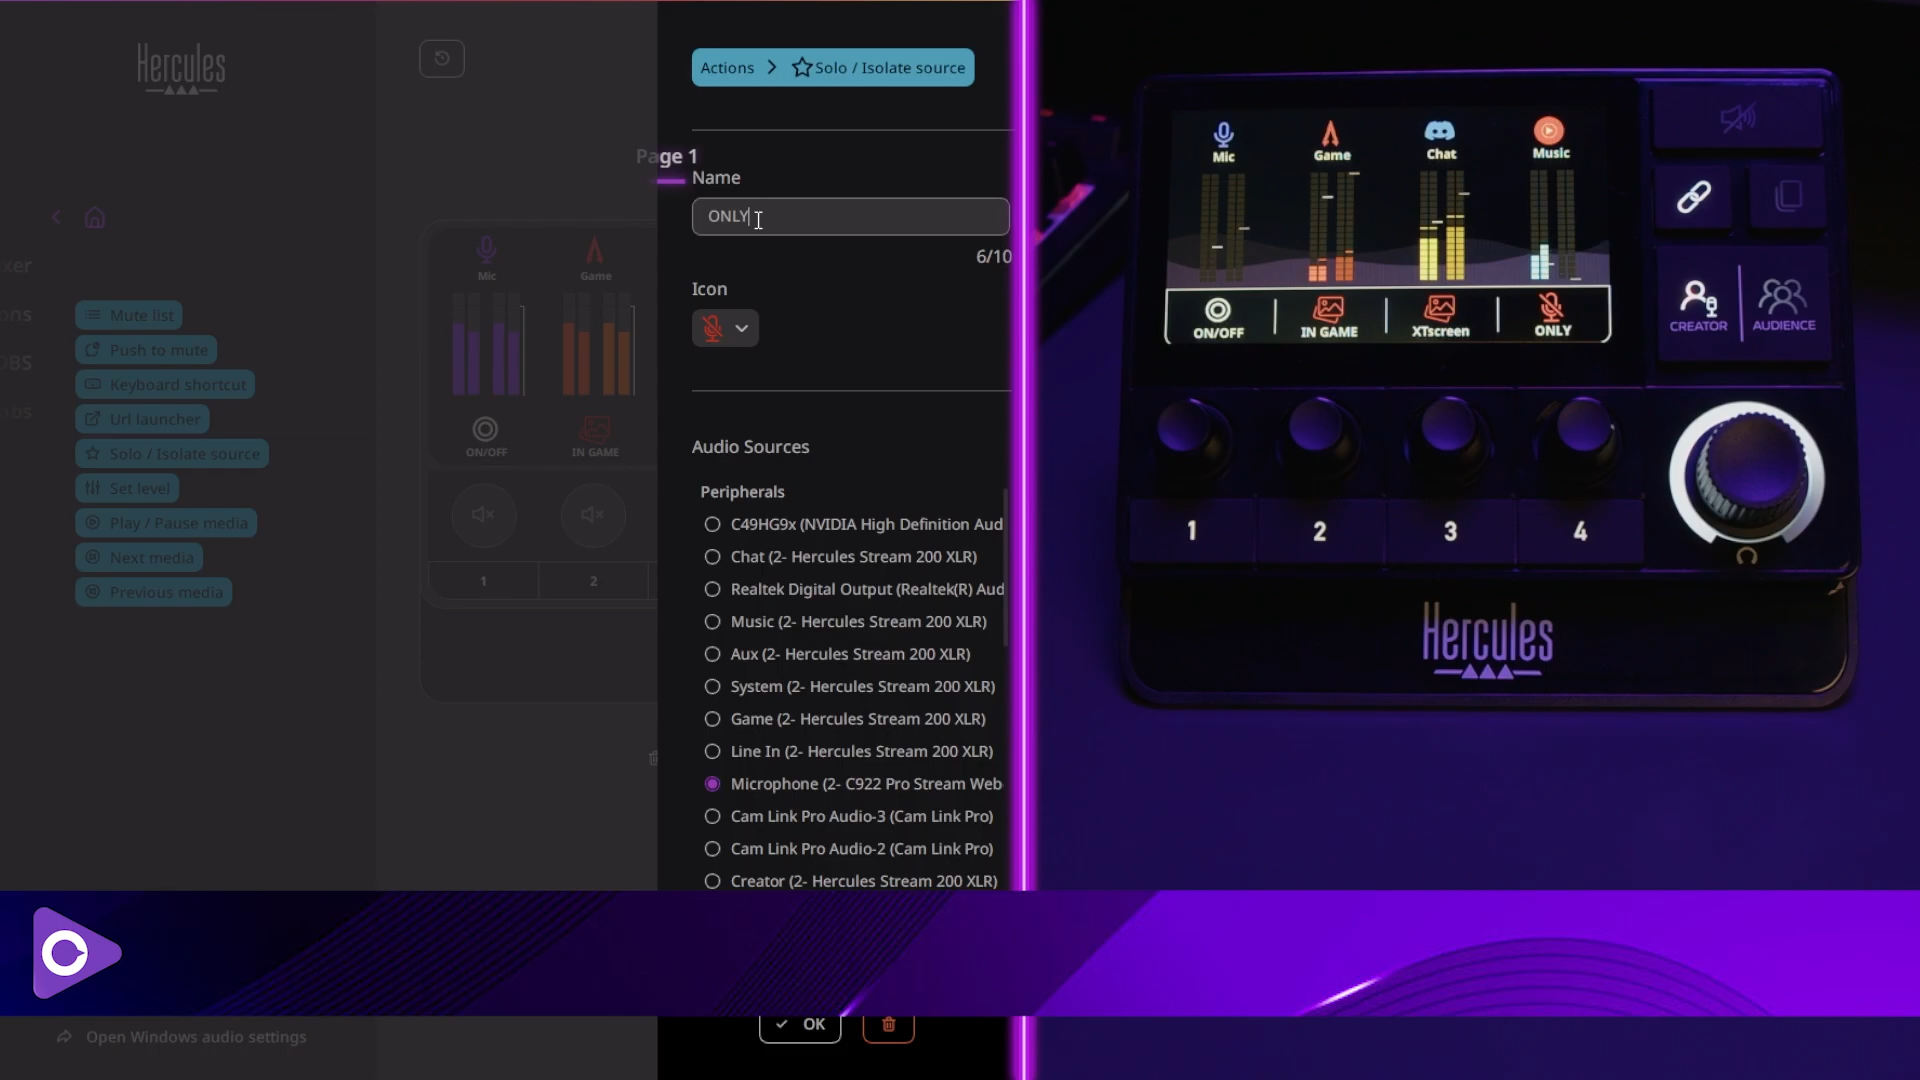 Hercules
xer
ons
OBS
obs
Mute list
Push to mute
Keyboard shortcut
Url launcher
Solo / Isolate source
Set level
Play / Pause media
Next media
Previous media
Open Windows audio settings
Mic
Game
ON/OFF
IN GAME
1
2
Page 1
Actions > Solo / Isolate source
Name
ONLY
6/10
Icon
Audio Sources
Peripherals
C49HG9x (NVIDIA High Definition Aud
Chat (2- Hercules Stream 200 XLR)
Realtek Digital Output (Realtek(R) Aud
Music (2- Hercules Stream 200 XLR)
Aux (2- Hercules Stream 200 XLR)
System (2- Hercules Stream 200 XLR)
Game (2- Hercules Stream 200 XLR)
Line In (2- Hercules Stream 200 XLR)
Microphone (2- C922 Pro Stream Web
Cam Link Pro Audio-3 (Cam Link Pro)
Cam Link Pro Audio-2 (Cam Link Pro)
Creator (2- Hercules Stream 200 XLR)
OK
Mic Game Chat Music
ON/OFF IN GAME XTscreen ONLY
CREATOR AUDIENCE
1 2 3 4
Hercules